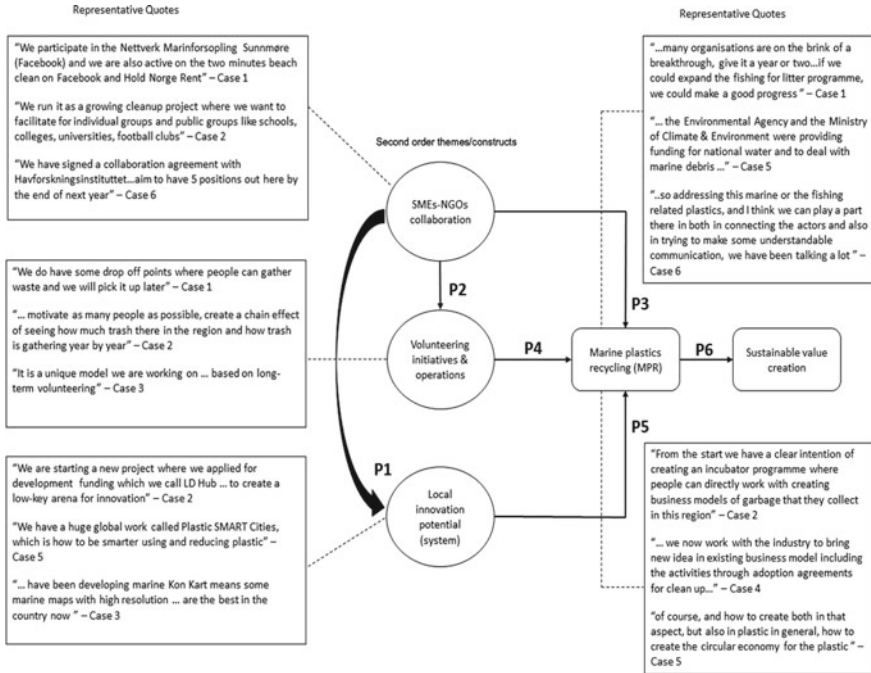 Representative Quotes
"We participate in the Nettverk Marinforsopling Sunnmøre
(Facebook) and we are also active on the two minutes beach
clean on Facebook and Hold Norge Rent" – Case 1
"We run it as a growing cleanup project where we want to
facilitate for individual groups and public groups like schools,
colleges, universities, football clubs" – Case 2
"We have signed a collaboration agreement with
Havforskningsinstituttet...aim to have 5 positions out here by
the end of next year" – Case 6
"We do have some drop off points where people can gather
waste and we will pick it up later" – Case 1
"... motivate as many people as possible, create a chain effect
of seeing how much trash there in the region and how trash
is gathering year by year" – Case 2
"It is a unique model we are working on ... based on long-
term volunteering" – Case 3
"We are starting a new project where we applied for
development funding which we call LD Hub ... to create a
low-key arena for innovation" – Case 2
"We have a huge global work called Plastic SMART Cities,
which is how to be smarter using and reducing plastic" –
Case 5
"... have been developing marine Kon Kart means some
marine maps with high resolution ... are the best in the
country now " – Case 3
Second order themes/constructs
SMEs-NGOs
collaboration
P2
Volunteering
initiatives &
operations
P1
Local
innovation
potential
(system)
P3
P4
Marine plastics
recycling (MPR)
P6
Sustainable value
creation
P5
Representative Quotes
"...many organisations are on the brink of a
breakthrough, give it a year or two...if we
could expand the fishing for litter programme,
we could make a good progress " – Case 1
"... the Environmental Agency and the Ministry
of Climate & Environment were providing
funding for national water and to deal with
marine debris ..." – Case 5
"..so addressing this marine or the fishing
related plastics, and I think we can play a part
there in both in connecting the actors and also
in trying to make some understandable
communication, we have been talking a lot " –
Case 6
"From the start we have a clear intention of
creating an incubator programme where
people can directly work with creating
business models of garbage that they collect
in this region" – Case 2
"... we now work with the industry to bring
new idea in existing business model including
the activities through adoption agreements
for clean up..." – Case 4
"of course, and how to create both in that
aspect, but also in plastic in general, how to
create the circular economy for the plastic " –
Case 5